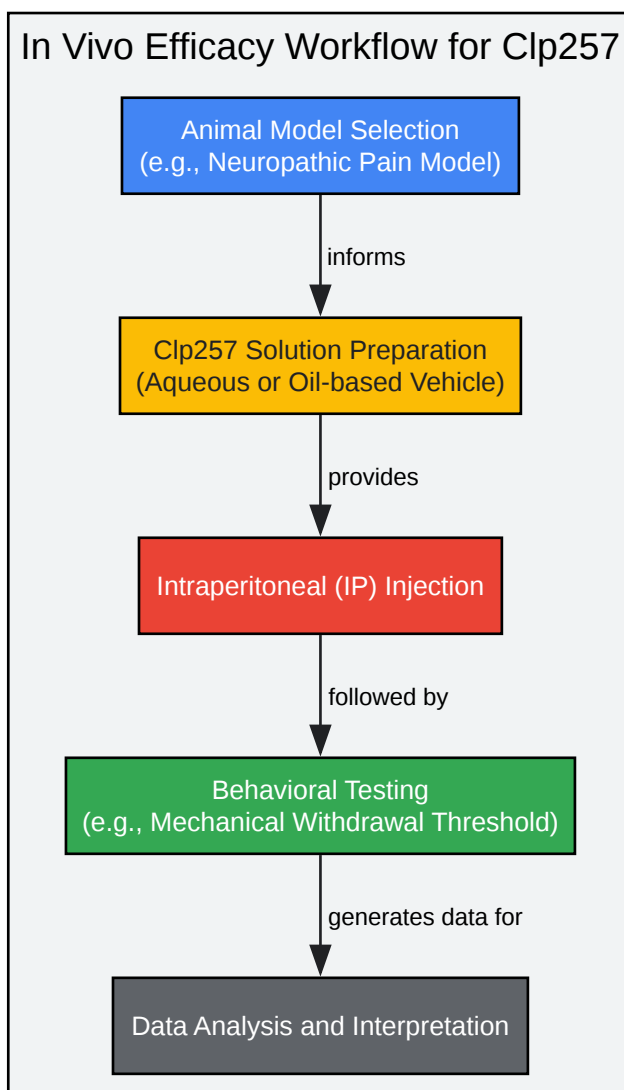 In Vivo Efficacy Workflow for Clp257
Animal Model Selection
(e.g., Neuropathic Pain Model)
informs
Clp257 Solution Preparation
(Aqueous or Oil-based Vehicle)
provides
Intraperitoneal (IP) Injection
followed by
Behavioral Testing
(e.g., Mechanical Withdrawal Threshold)
generates data for
Data Analysis and Interpretation